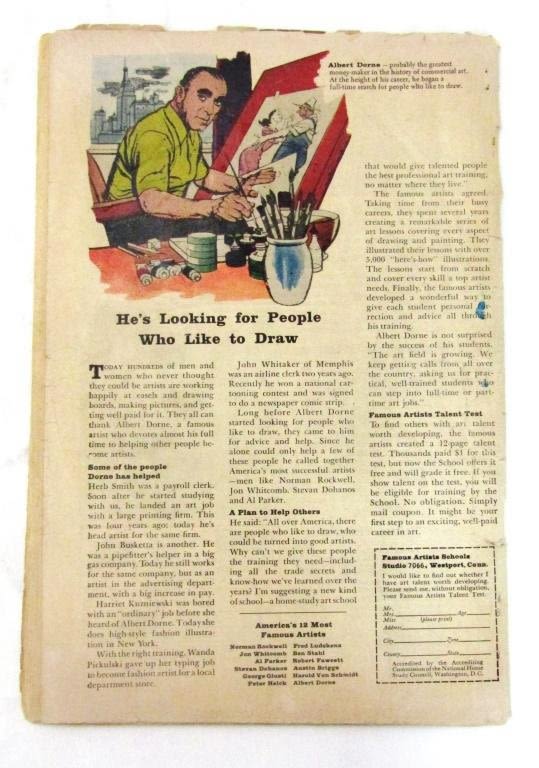 Albert Dorne – probably the greatest
money-maker in the history of commercial art.
At the height of his career, he began a
full-time search for people who like to draw.
He's Looking for People
Who Like to Draw
TODAY HUNDREDS of men and
women who never thought
they could be artists are working
happily at easels and drawing
boards, making pictures, and get-
ting well paid for it. They all can
thank Albert Dorne, a famous
artist who devotes almost his full
time to helping other people be-
come artists.
Some of the people
Dorne has helped
Herb Smith was a payroll clerk.
Soon after he started studying
with us, he landed an art job
with a large printing firm. This
was four years ago: today he's
head artist for the same firm.
John Busketta is another. He
was a pipefitter's helper in a big
gas company. Today he still works
for the same company, but as an
artist in the advertising depart-
ment, with a big increase in pay.
Harriet Kuzniewski was bored
with an "ordinary" job before she
heard of Albert Dorne. Today she
does high-style fashion illustra-
tion in New York.
With the right training, Wanda
Pickulski gave up her typing job
to become fashion artist for a local
department store.
John Whitaker of Memphis
was an airline clerk two years ago.
Recently he won a national car-
tooning contest and was signed
to do a newspaper comic strip.
Long before Albert Dorne
started looking for people who
like to draw, they came to him
for advice and help. Since he
alone could only help a few of
these people he called together
America's most successful artists
—men like Norman Rockwell,
Jon Whitcomb, Stevan Dohanos
and Al Parker.
A Plan to Help Others
He said: "All over America, there
are people who like to draw, who
could be turned into good artists.
Why can't we give these people
the training they need—includ-
ing all the trade secrets and
know-how we've learned over the
years? I'm suggesting a new kind
of school—a home-study art school
America's 12 Most
Famous Artists
Norman Rockwell Fred Ludekens
Jon Whitcomb Ben Stahl
Al Parker Robert Fawcett
Stevan Dohanos Austin Briggs
George Giusti Harold Von Schmidt
Peter Helck Albert Dorne
that would give talented people
the best professional art training,
no matter where they live."
The famous artists agreed.
Taking time from their busy
careers, they spent several years
creating a remarkable series of
art lessons covering every aspect
of drawing and painting. They
illustrated their lessons with over
5,000 "here's-how" illustrations.
The lessons start from scratch
and cover every skill a top artist
needs. Finally, the famous artists
developed a wonderful way to
give each student personal cor-
rection and advice all through
his training.
Albert Dorne is not surprised
by the success of his students.
"The art field is growing. We
keep getting calls from all over
the country, asking us for prac-
tical, well-trained students who
can step into full-time or part-
time art jobs."
Famous Artists Talent Test
To find others with art talent
worth developing, the famous
artists created a 12-page talent
test. Thousands paid $1 for this
test, but now the School offers it
free and will grade it free. If you
show talent on the test, you will
be eligible for training by the
School. No obligation. Simply
mail coupon. It might be your
first step to an exciting, well-paid
career in art.
Famous Artists Schools
Studio 7066, Westport, Conn.
I would like to find out whether I
have art talent worth developing.
Please send me, without obligation,
your Famous Artists Talent Test.
Mr.
Mrs. Age
Miss (please print)
Address
City Zone
County State
Accredited by the Accrediting
Commission of the National Home
Study Council, Washington, D.C.